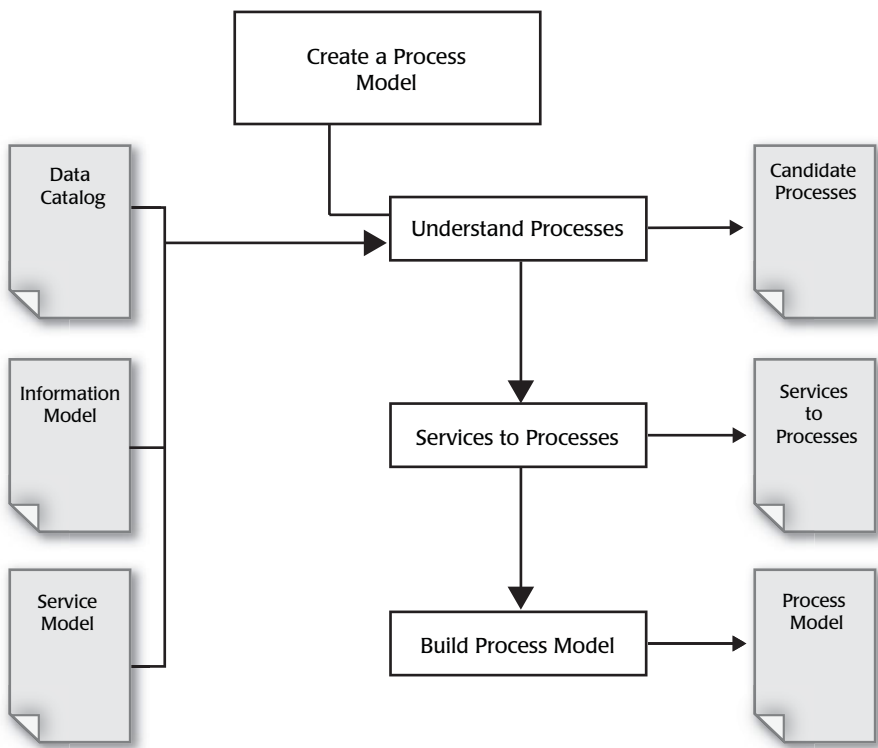 Create a Process
Model
Data
Catalog
Understand Processes
Candidate
Processes
Information
Model
Services to Processes
Services
to
Processes
Service
Model
Build Process Model
Process
Model